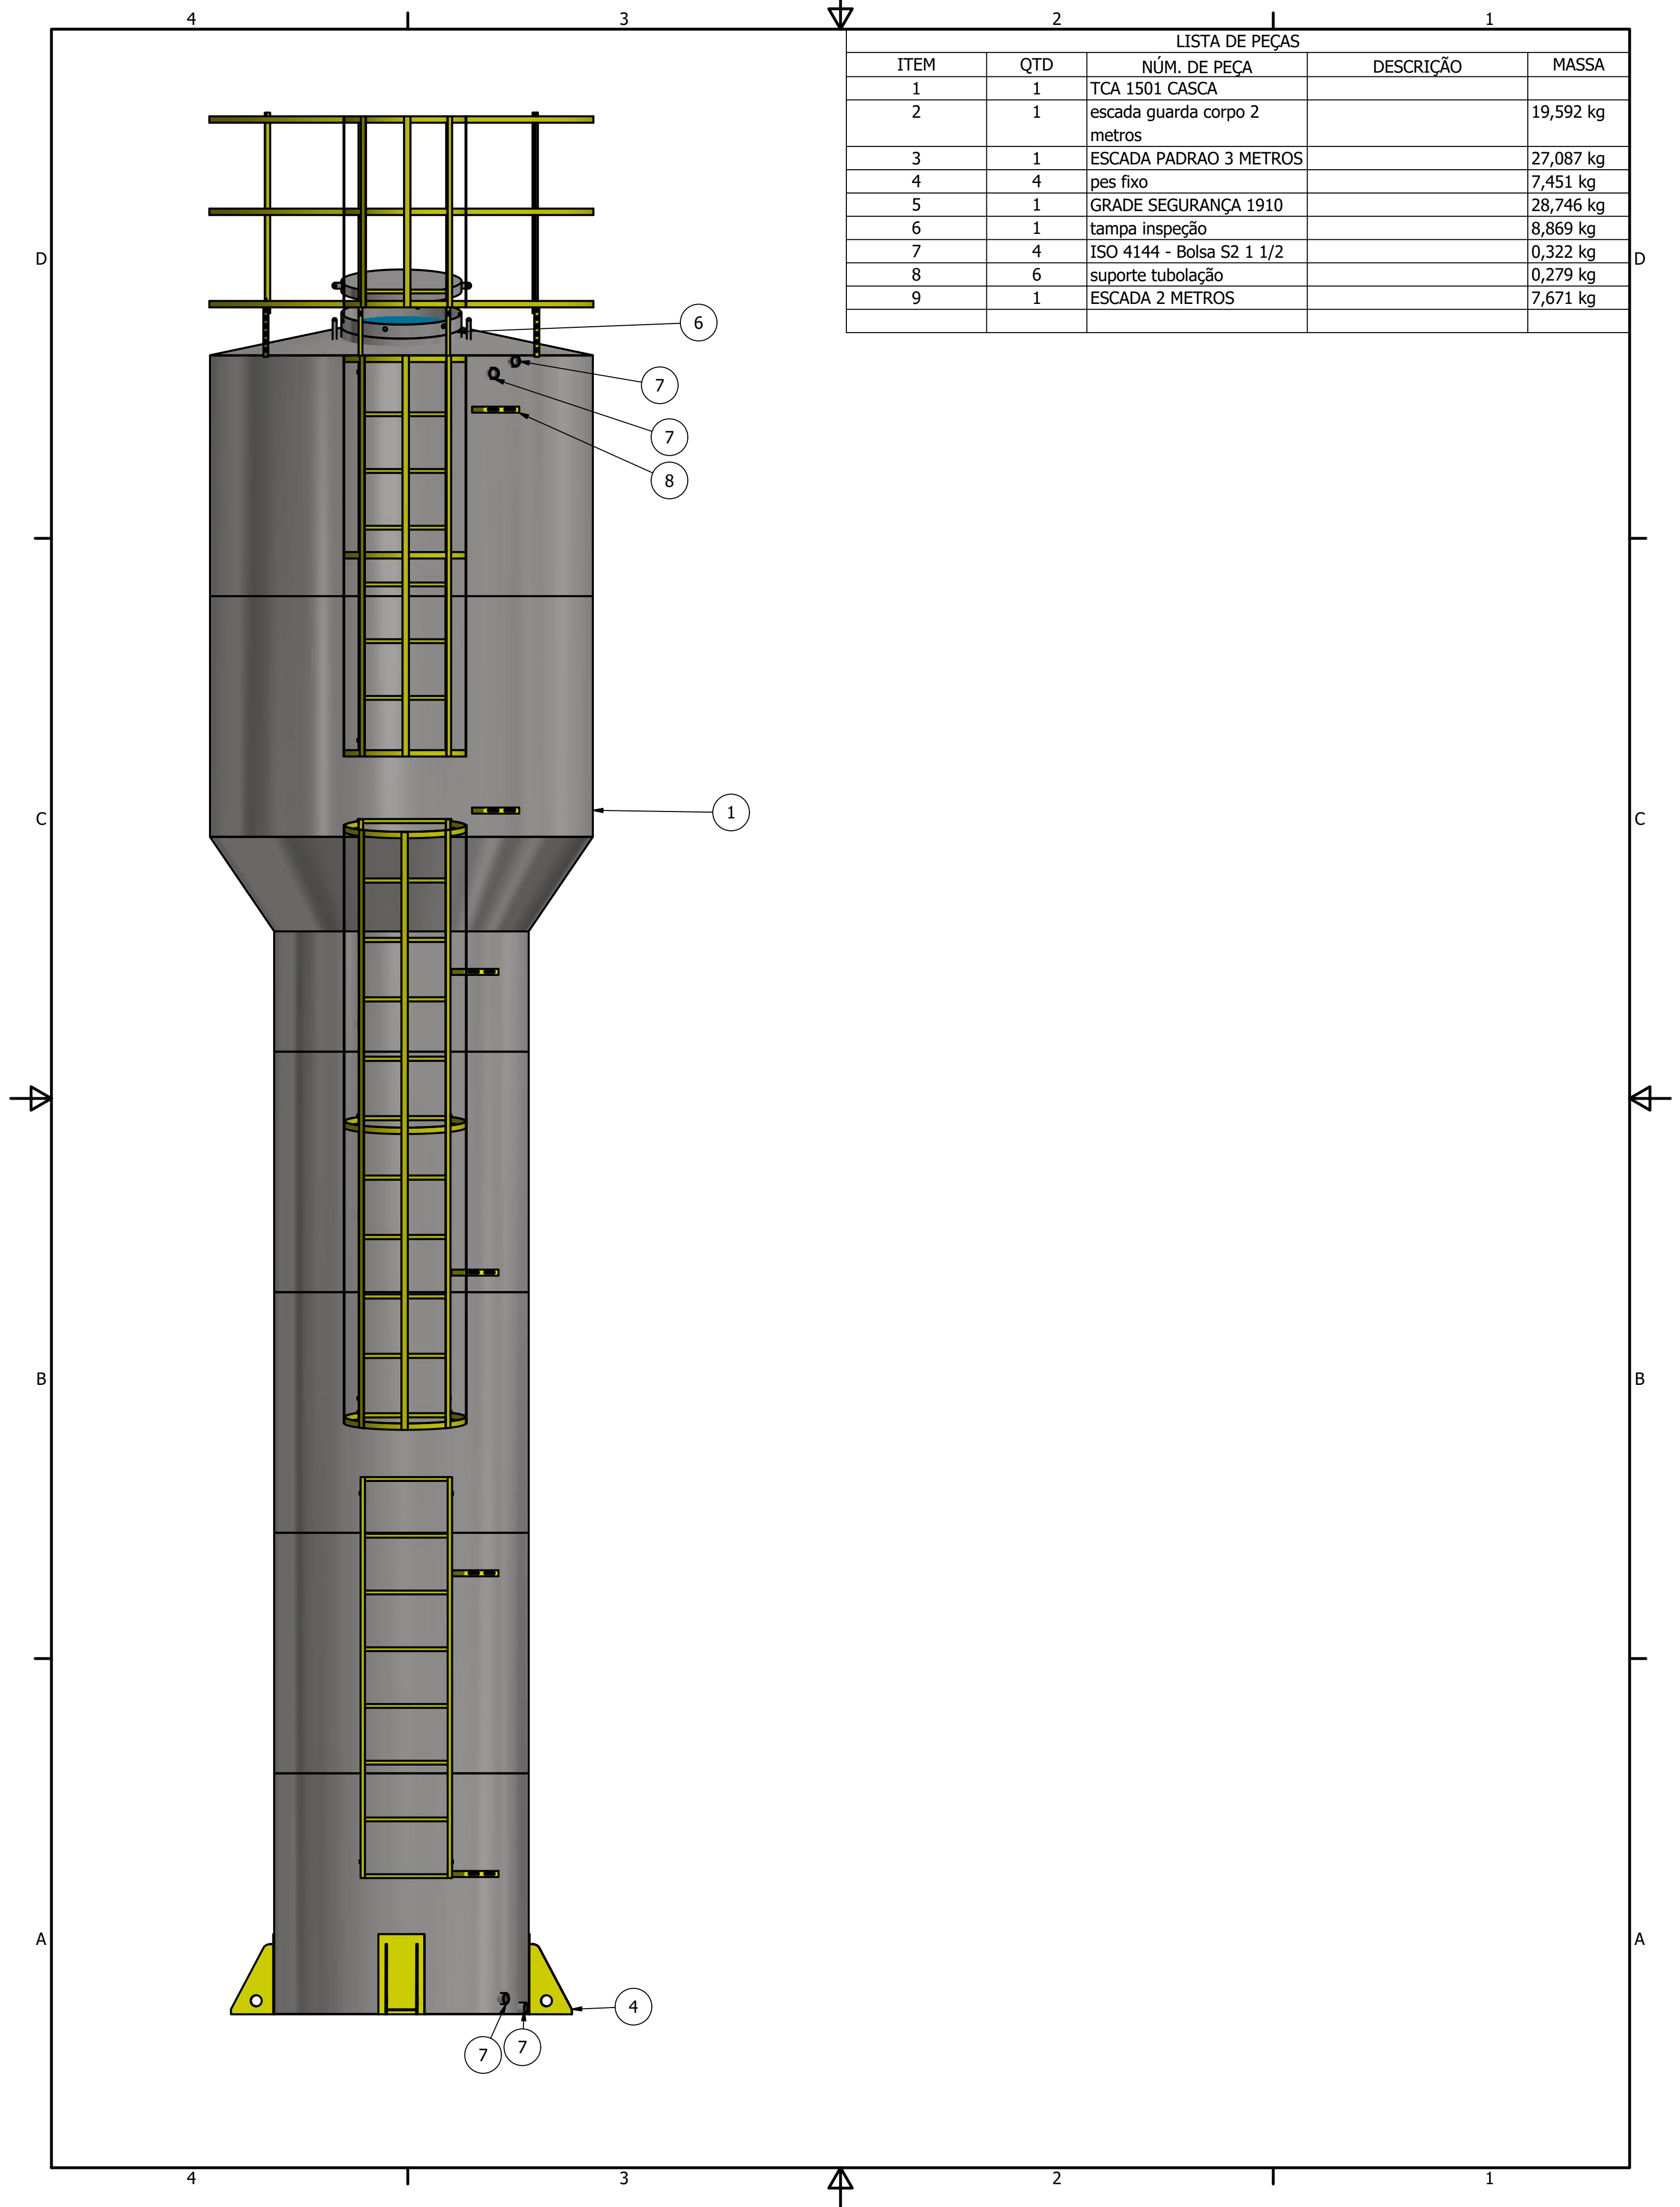 4 3 2 1
LISTA DE PEÇAS
ITEM QTD NÚM. DE PEÇA DESCRIÇÃO MASSA
1 1 TCA 1501 CASCA
2 1 escada guarda corpo 2 19,592 kg
metros
3 1 ESCADA PADRAO 3 METROS 27,087 kg
4 4 pes fixo 7,451 kg
5 1 GRADE SEGURANÇA 1910 28,746 kg
6 1 tampa inspeção 8,869 kg
7 4 ISO 4144 - Bolsa S2 1 1/2 0,322 kg
8 6 suporte tubolação 0,279 kg
9 1 ESCADA 2 METROS 7,671 kg
D D
6
7
7
8
1
C C
B B
A A
4
7
7
4 3 2 1